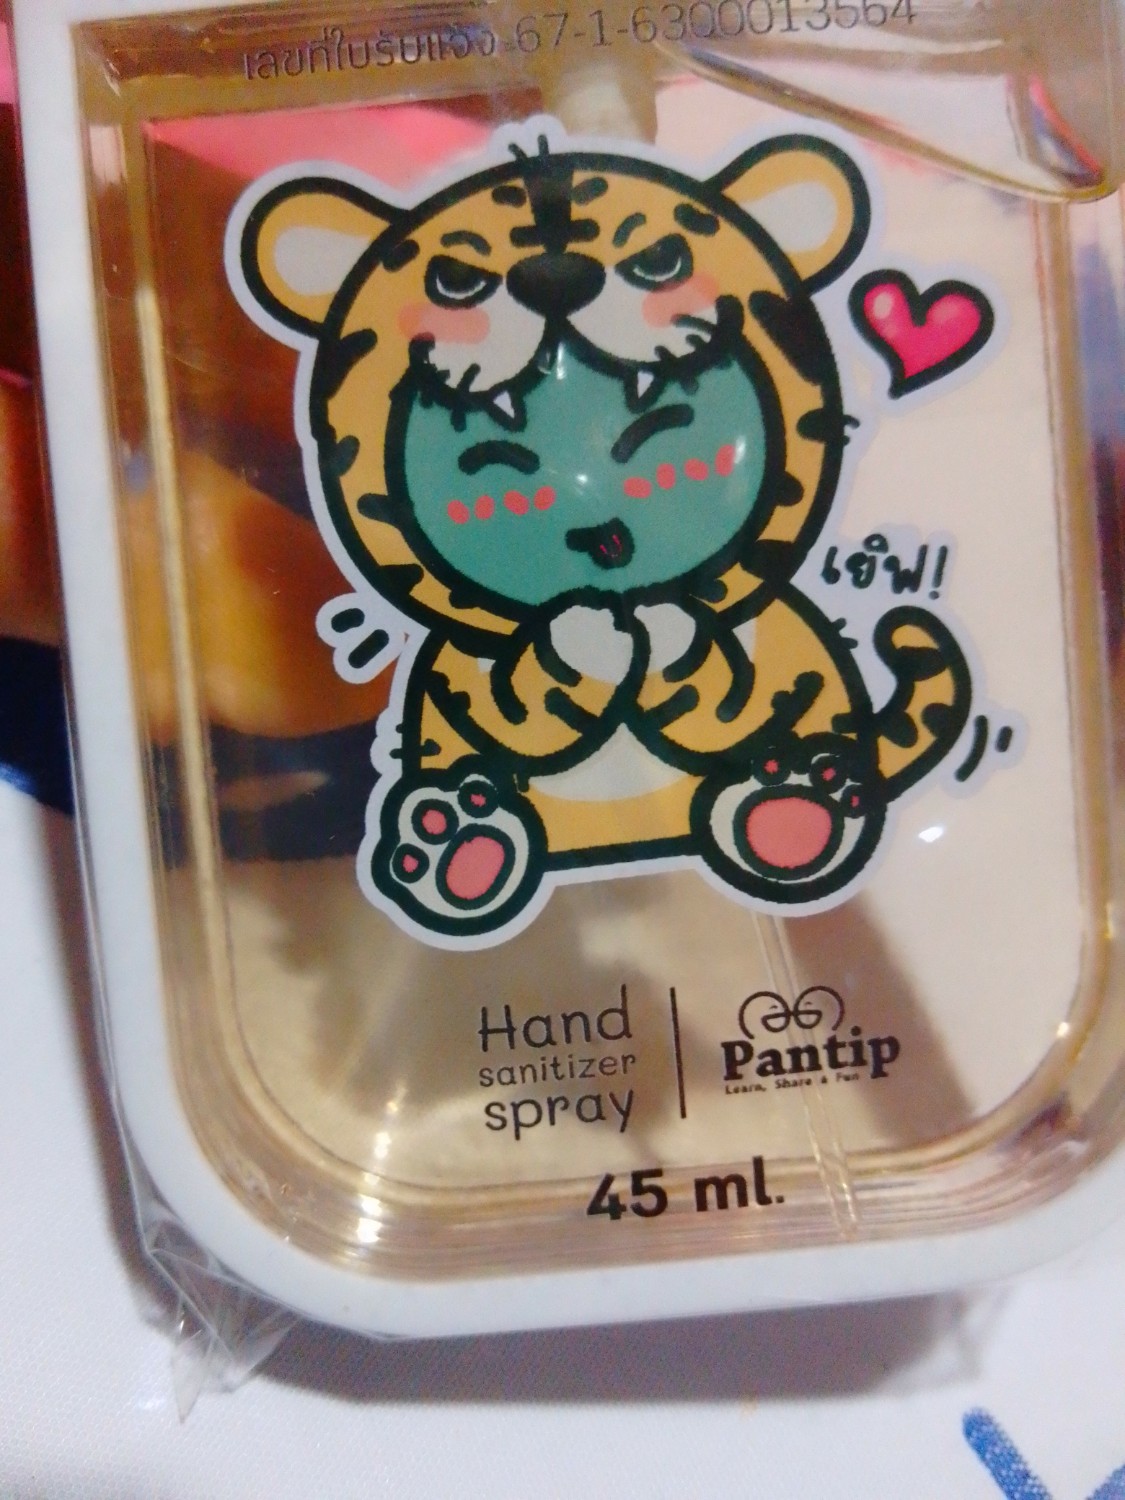 เลขที่ใบรับแจ้ง 67-1-6300013564
เยิฟ!
Hand
sanitizer
spray
Pantip
Learn, Share & Fun
45 ml.